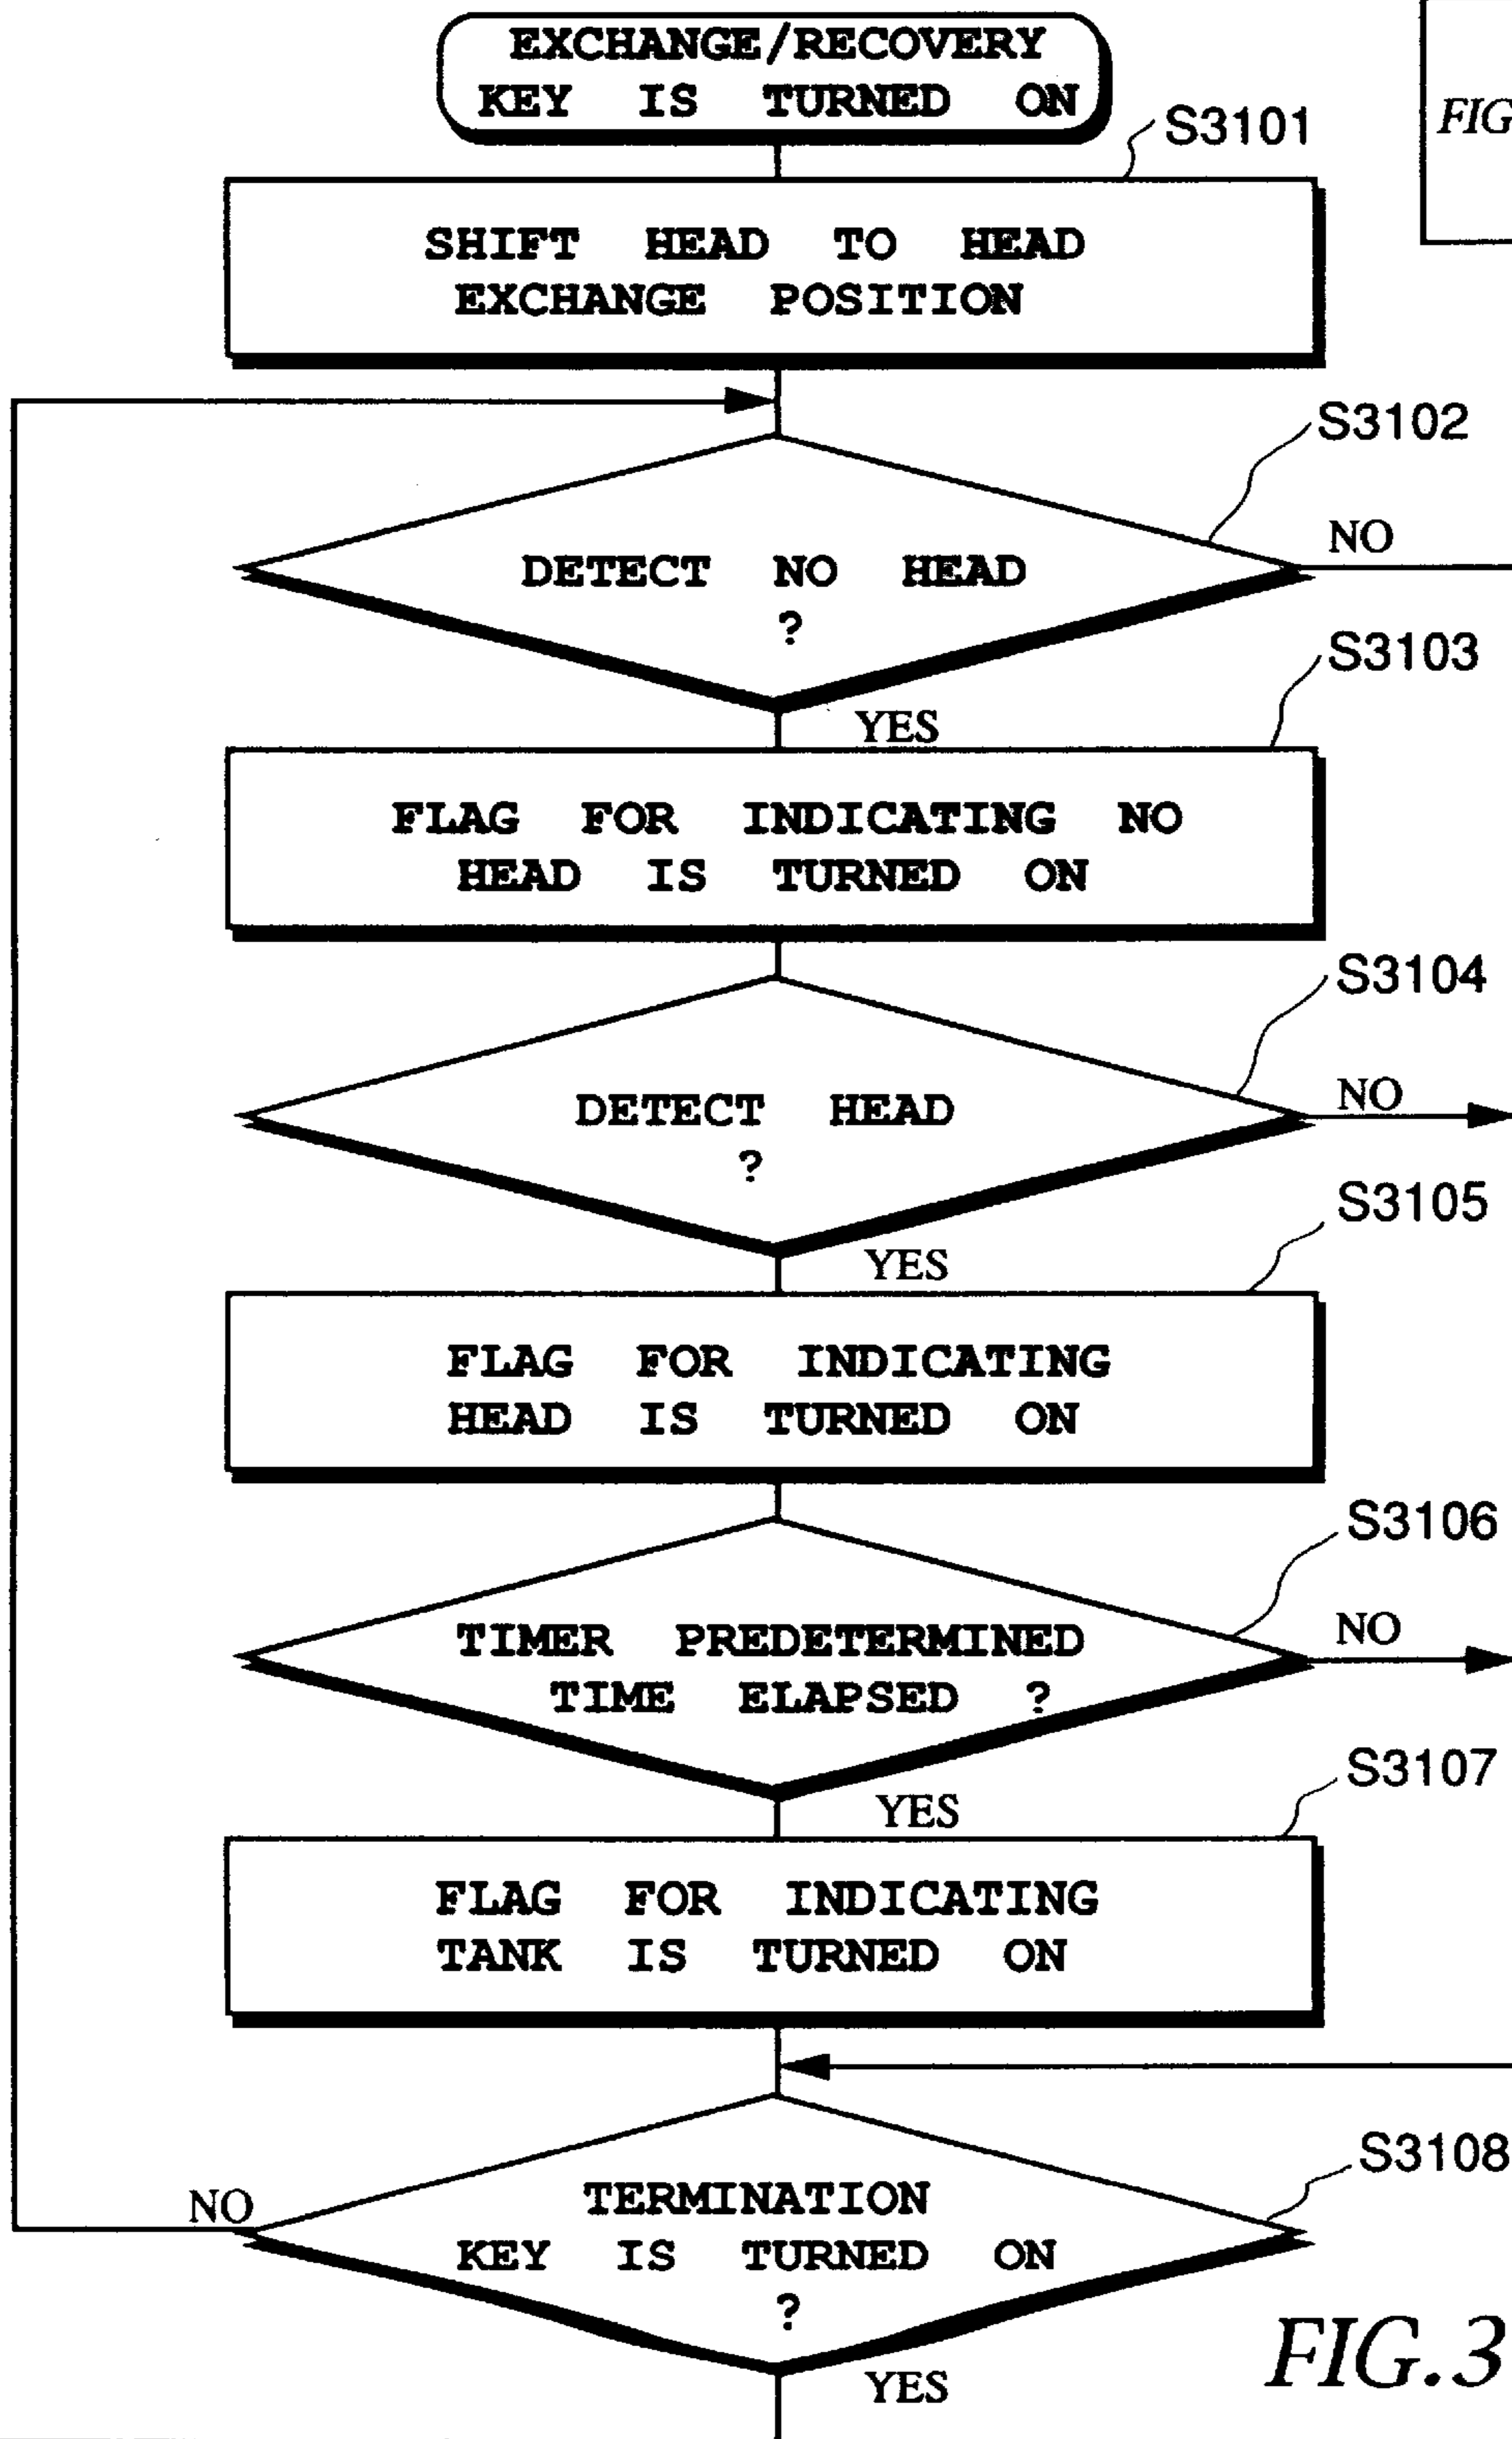 EXCHANGE/RECOVERY
KEY IS TURNED ON
S3101
FIG
SHIFT HEAD TO HEAD
EXCHANGE POSITION
S3102
DETECT NO HEAD
?
NO
YES
S3103
FLAG FOR INDICATING NO
HEAD IS TURNED ON
S3104
DETECT HEAD
?
NO
YES
S3105
FLAG FOR INDICATING
HEAD IS TURNED ON
S3106
TIMER PREDETERMINED
TIME ELAPSED ?
NO
YES
S3107
FLAG FOR INDICATING
TANK IS TURNED ON
S3108
NO
TERMINATION
KEY IS TURNED ON
?
YES
FIG.3